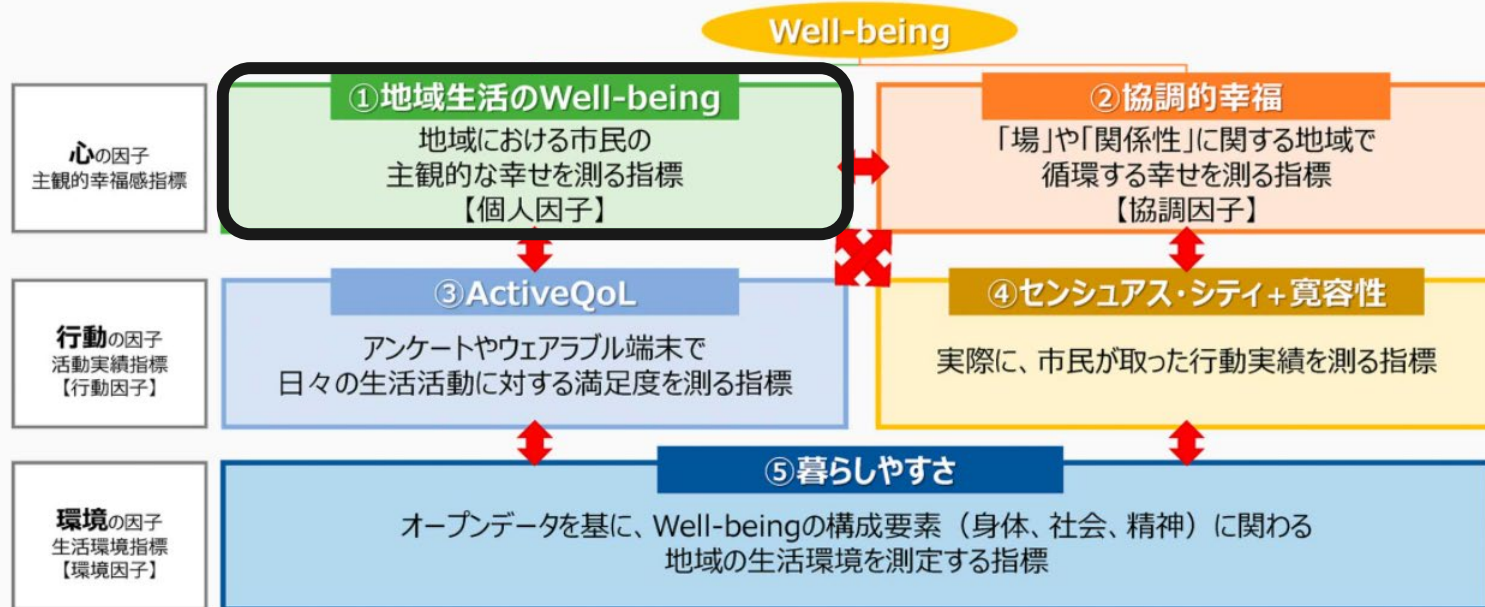 Well-being
心の因子
主観的幸福感指標
①地域生活のWell-being
地域における市民の
主観的な幸せを測る指標
【個人因子】
②協調的幸福
「場」や「関係性」に関する地域で
循環する幸せを測る指標
【協調因子】
行動の因子
活動実績指標
【行動因子】
③ActiveQoL
アンケートやウェアラブル端末で
日々の生活活動に対する満足度を測る指標
④センシュアス・シティ+寛容性
実際に、市民が取った行動実績を測る指標
環境の因子
生活環境指標
【環境因子】
⑤暮らしやすさ
オープンデータを基に、Well-beingの構成要素（身体、社会、精神）に関わる
地域の生活環境を測定する指標